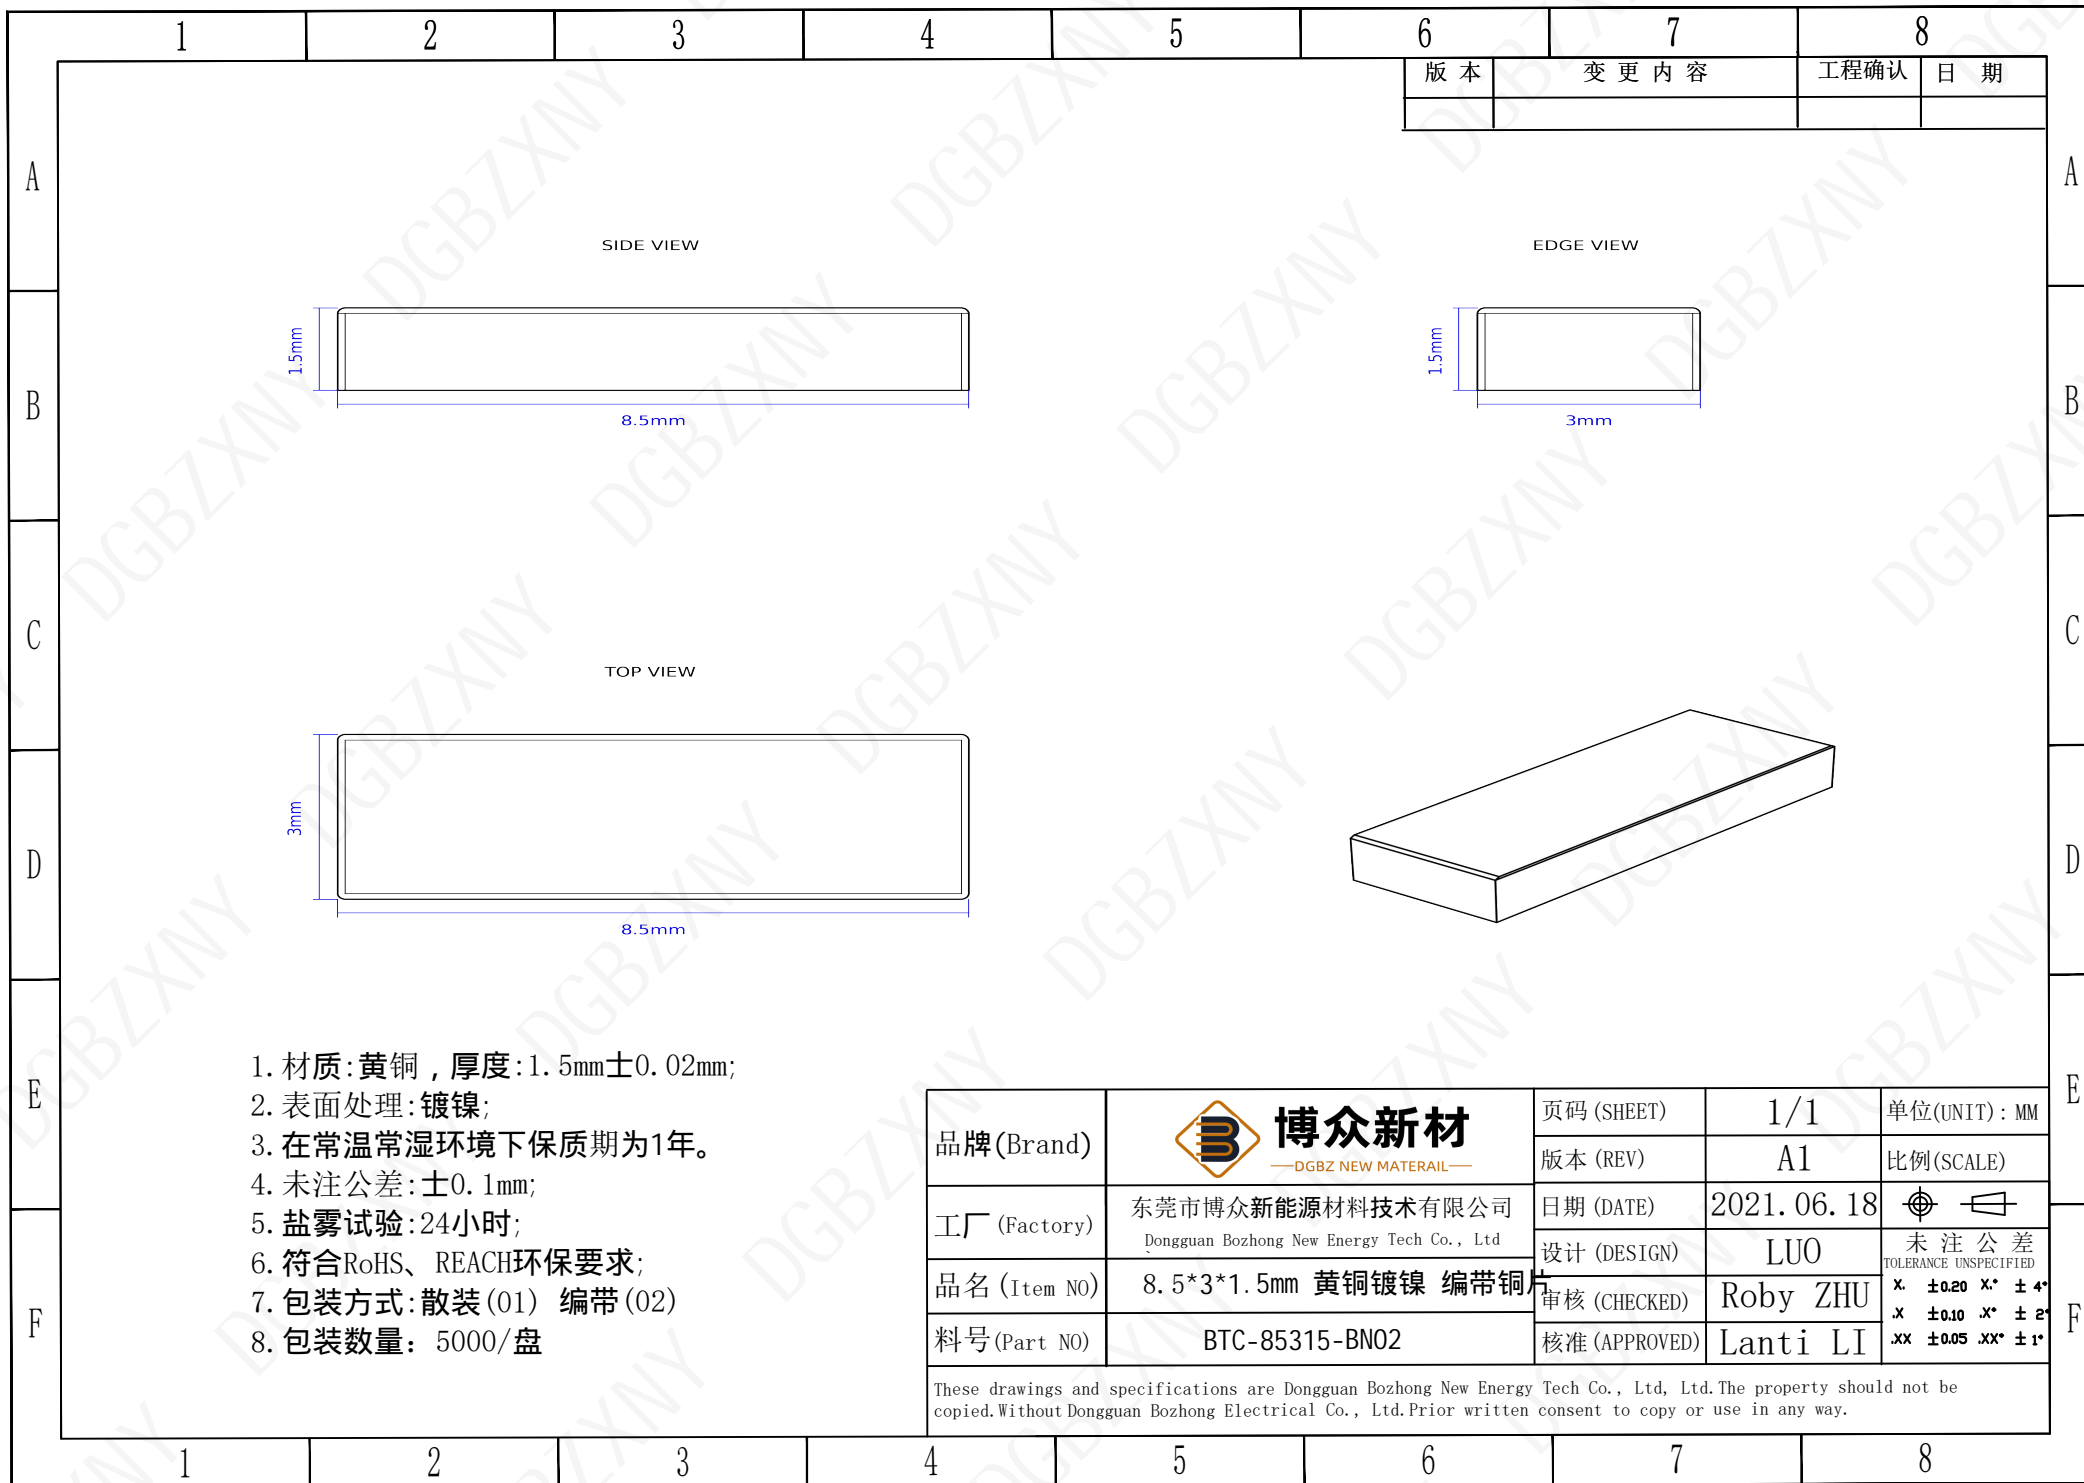 1 2 3 4 5 6 7 8
版本 变更内容 工程确认 日期
A A
SIDE VIEW EDGE VIEW
1.5mm 1.5mm
8.5mm 3mm
B B
C C
TOP VIEW
3mm
8.5mm
D D
1. 材质:黄铜，厚度:1.5mm士0.02mm;
2. 表面处理:镀镍;
3. 在常温常湿环境下保质期为1年。
4. 未注公差:士0.1mm;
5. 盐雾试验:24小时;
6. 符合RoHS、REACH环保要求;
7. 包装方式:散装(01) 编带(02)
8. 包装数量：5000/盘
E E
F F
品牌(Brand) 博众新材
DGBZ NEW MATERAIL
工厂 (Factory) 东莞市博众新能源材料技术有限公司
Dongguan Bozhong New Energy Tech Co., Ltd
品名 (Item NO) 8.5*3*1.5mm 黄铜镀镍 编带铜片
料号(Part NO) BTC-85315-BN02
页码 (SHEET) 1/1 单位(UNIT): MM
版本 (REV) A1 比例(SCALE)
日期 (DATE) 2021.06.18
设计 (DESIGN) LUO 未注公差
TOLERANCE UNSPECIFIED
审核 (CHECKED) Roby ZHU X. ±0.20 X.° ± 4°
.X ±0.10 .X° ± 2°
核准 (APPROVED) Lanti LI .XX ±0.05 .XX° ± 1°
These drawings and specifications are Dongguan Bozhong New Energy Tech Co., Ltd, Ltd.The property should not be
copied.Without Dongguan Bozhong Electrical Co., Ltd.Prior written consent to copy or use in any way.
1 2 3 4 5 6 7 8
DGBZXNY